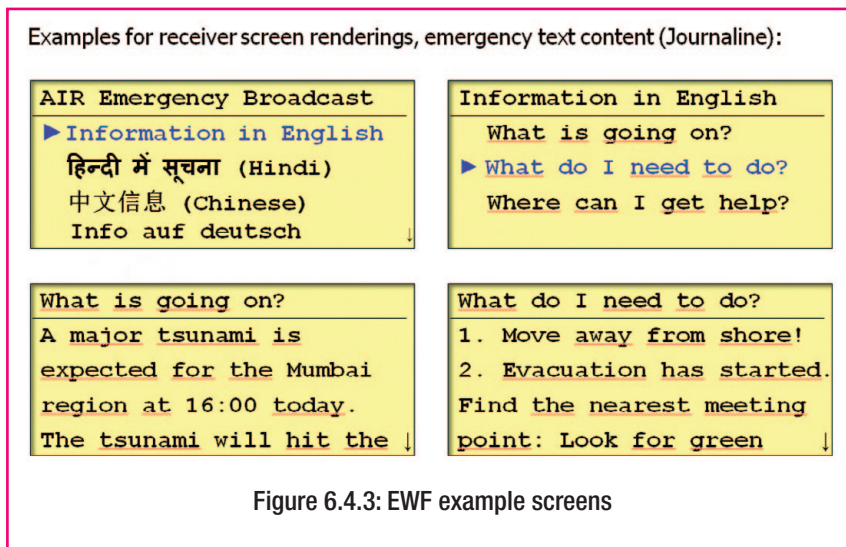 Examples for receiver screen renderings, emergency text content (Journaline):
AIR Emergency Broadcast
▶Information in English
हिन्दी में सूचना (Hindi)
中文信息 (Chinese)
Info auf deutsch ↓
Information in English
What is going on?
▶ What do I need to do?
Where can I get help?
What is going on?
A major tsunami is
expected for the Mumbai
region at 16:00 today.
The tsunami will hit the ↓
What do I need to do?
1. Move away from shore!
2. Evacuation has started.
Find the nearest meeting
point: Look for green ↓
Figure 6.4.3: EWF example screens